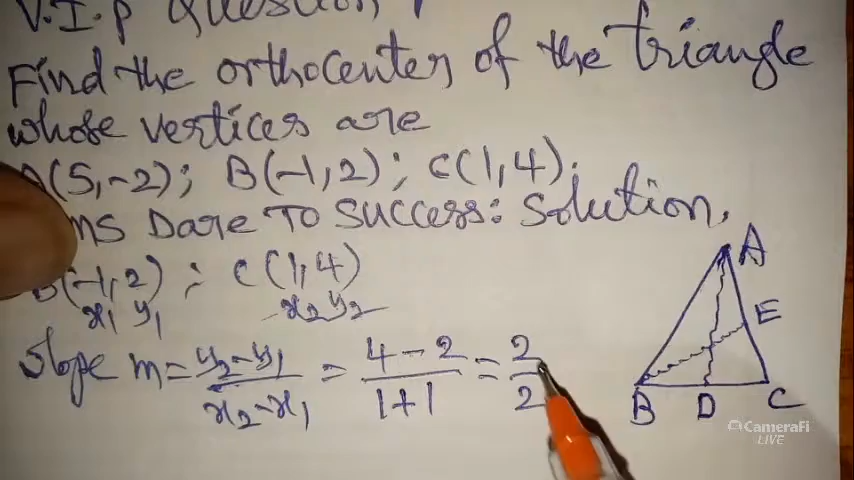 V.I.P Question
Find the orthocenter of the triangle
whose vertices are
A(5,-2); B(-1,2); C(1,4).
MS Dare To Success: Solution.
B(-1,2) ; C(1,4)
x1 y1 x2 y2
Slope m = y2-y1/x2-x1 = 4-2/1+1 = 2/2
A
E
B D C
CameraFi
LIVE